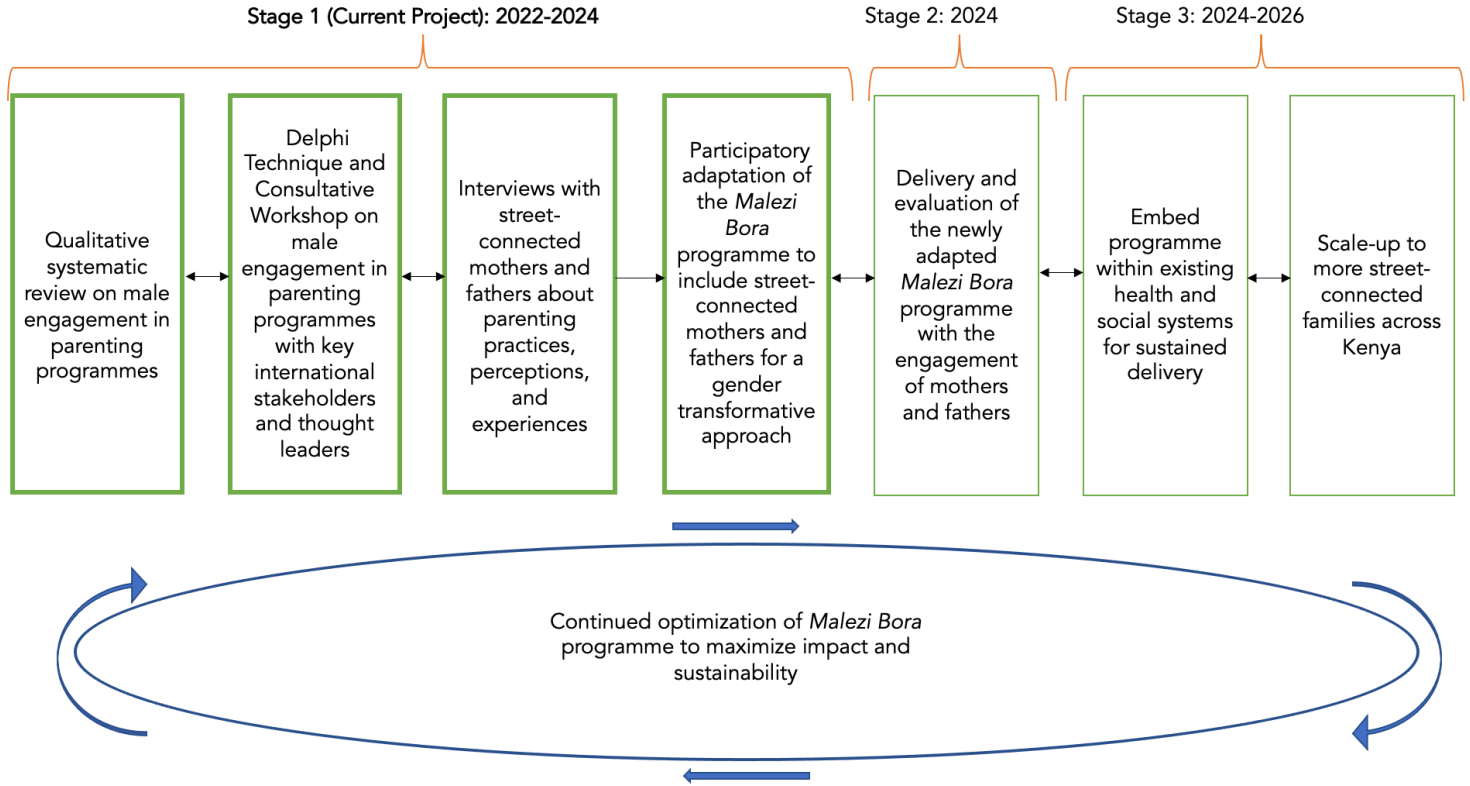 Stage 1 (Current Project): 2022-2024
Stage 2: 2024
Stage 3: 2024-2026
Qualitative
systematic
review on male
engagement in
parenting
programmes
Delphi
Technique and
Consultative
Workshop on
male
engagement in
parenting
programmes
with key
international
stakeholders
and thought
leaders
Interviews with
street-
connected
mothers and
fathers about
parenting
practices,
perceptions,
and
experiences
Participatory
adaptation of
the Malezi
Bora
programme to
include street-
connected
mothers and
fathers for a
gender
transformative
approach
Delivery and
evaluation of
the newly
adapted
Malezi Bora
programme
with the
engagement
of mothers
and fathers
Embed
programme
within existing
health and
social systems
for sustained
delivery
Scale-up to
more street-
connected
families across
Kenya
Continued optimization of Malezi Bora
programme to maximize impact and
sustainability